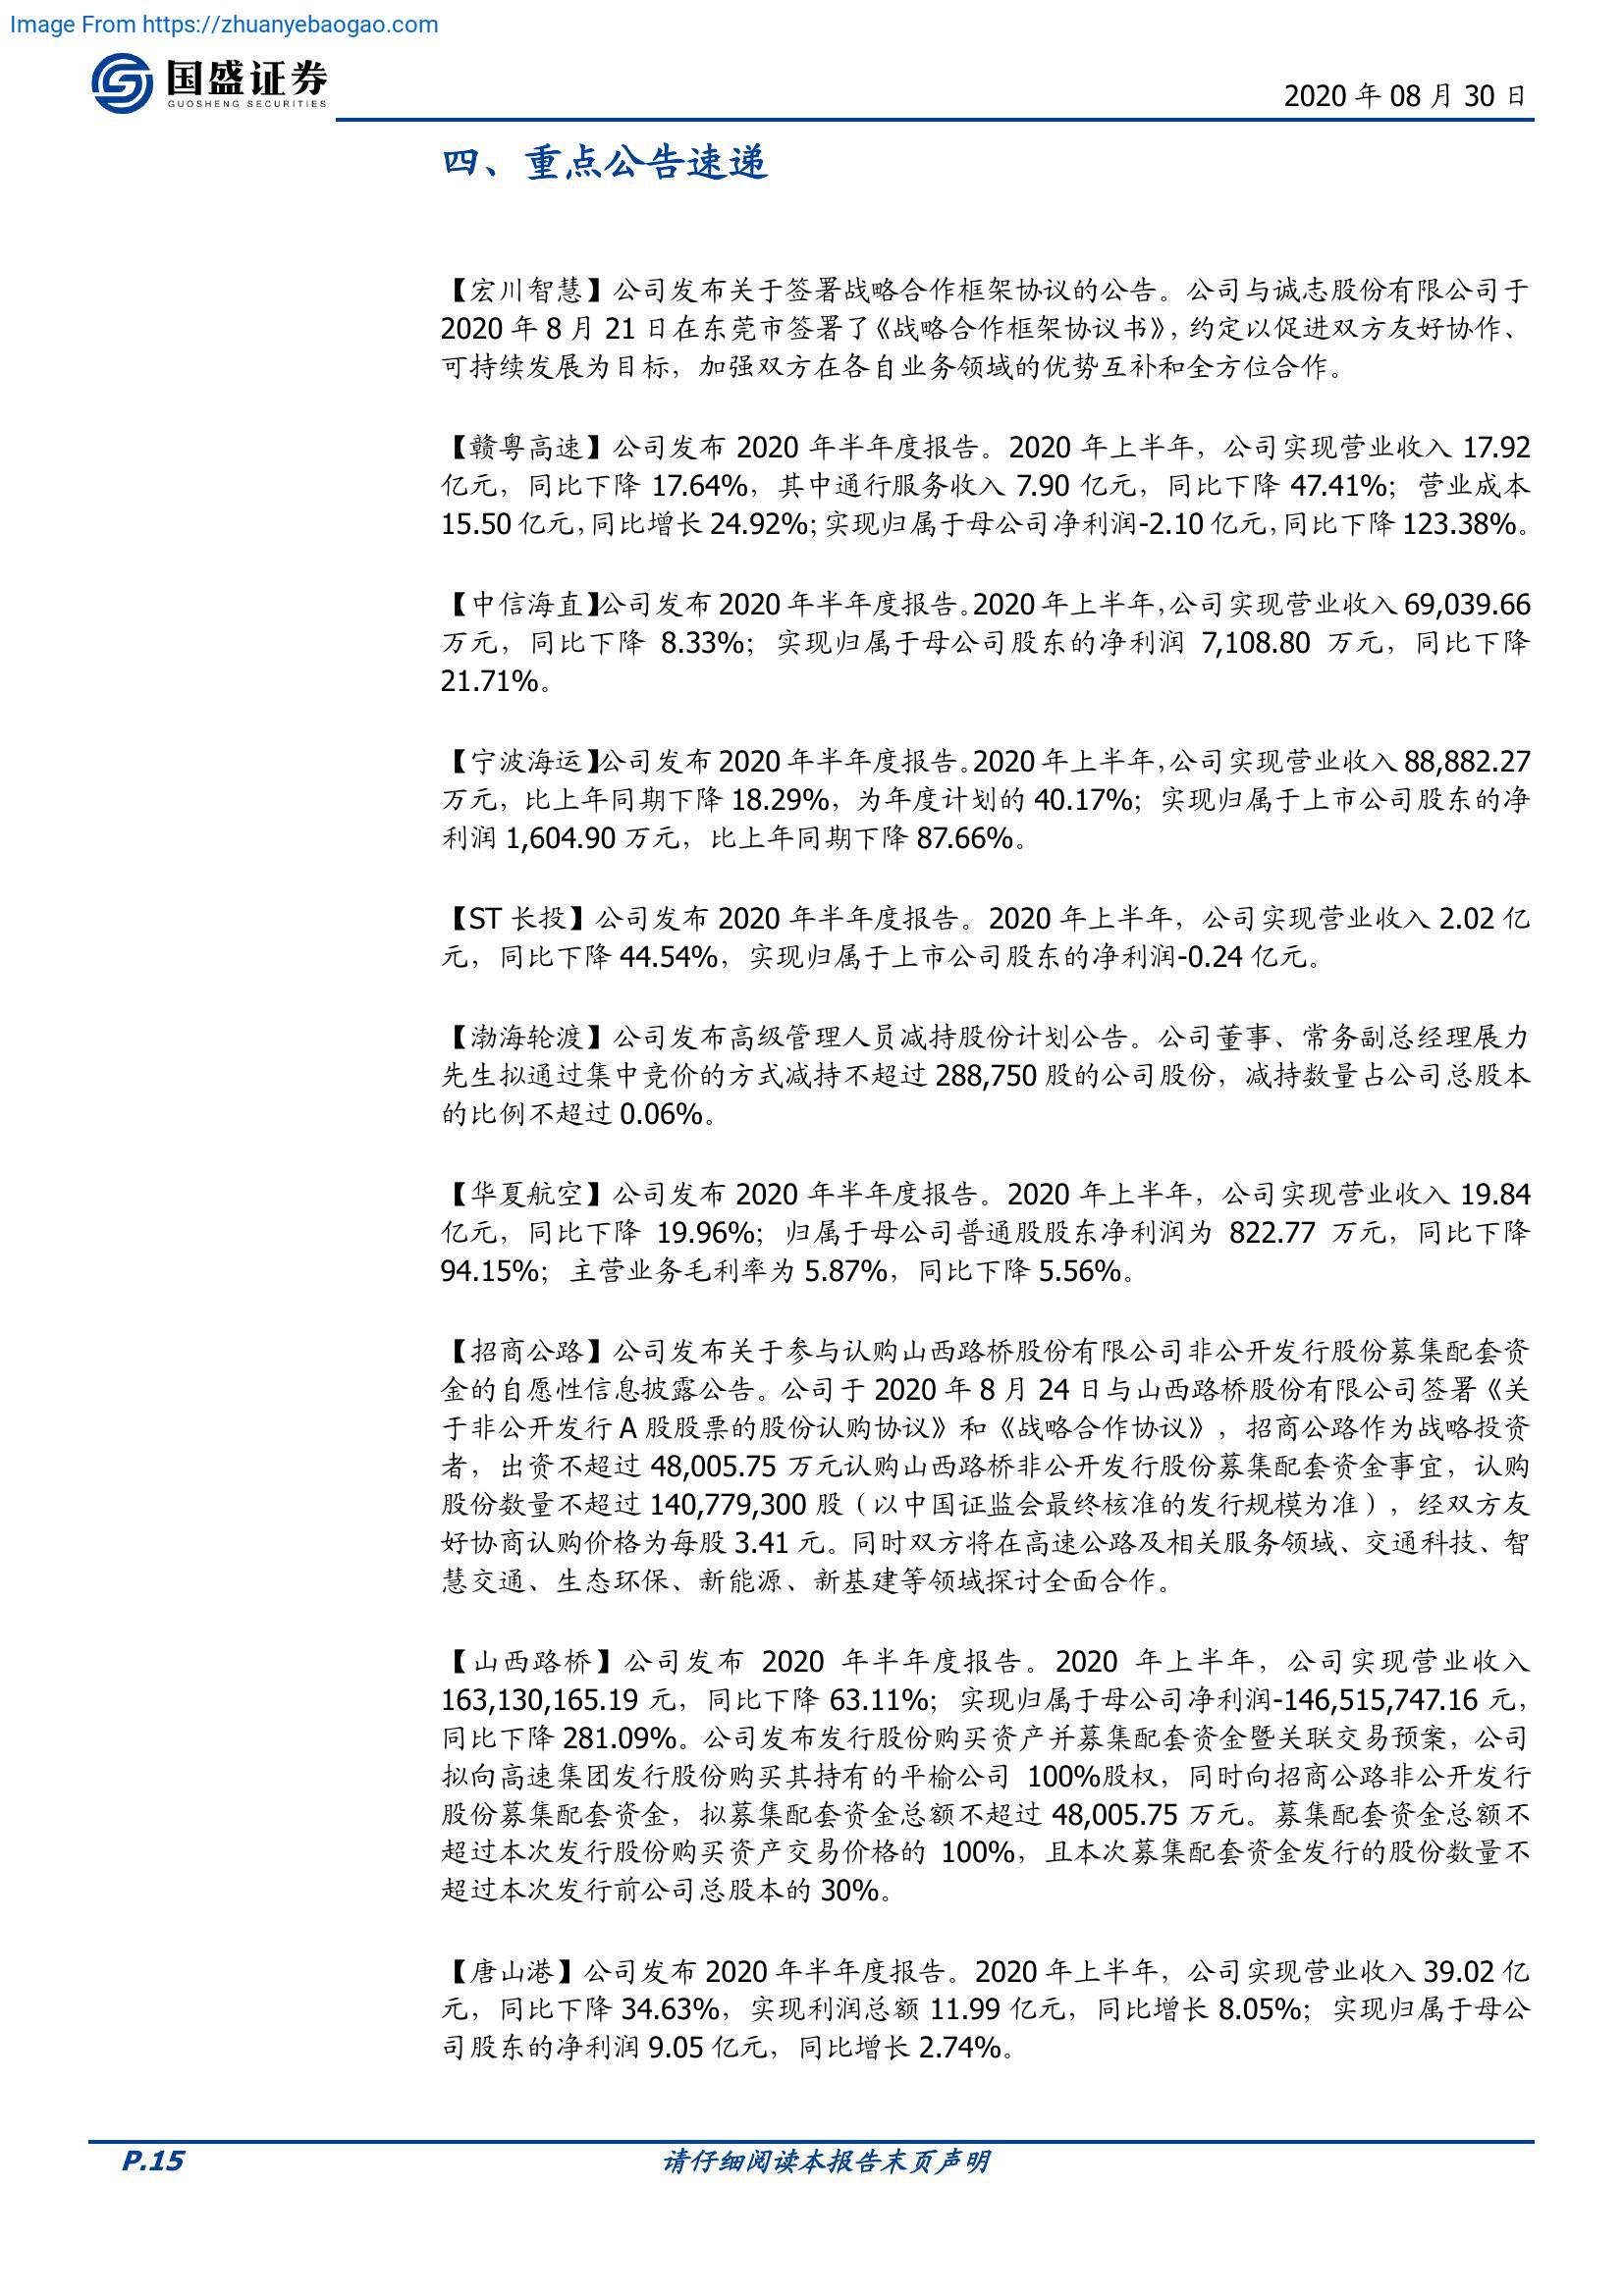 Image From https://zhuanyebaogao.com
国盛证券
GUOSHENG SECURITIES
2020 年 08 月 30 日
四、重点公告速递
【宏川智慧】公司发布关于签署战略合作框架协议的公告。公司与诚志股份有限公司于
2020 年 8 月 21 日在东莞市签署了《战略合作框架协议书》，约定以促进双方友好协作、
可持续发展为目标，加强双方在各自业务领域的优势互补和全方位合作。
【赣粤高速】公司发布 2020 年半年度报告。2020 年上半年，公司实现营业收入 17.92
亿元，同比下降 17.64%，其中通行服务收入 7.90 亿元，同比下降 47.41%；营业成本
15.50 亿元，同比增长 24.92%；实现归属于母公司净利润-2.10 亿元，同比下降 123.38%。
【中信海直】公司发布 2020 年半年度报告。2020 年上半年，公司实现营业收入 69,039.66
万元，同比下降 8.33%；实现归属于母公司股东的净利润 7,108.80 万元，同比下降
21.71%。
【宁波海运】公司发布 2020 年半年度报告。2020 年上半年，公司实现营业收入 88,882.27
万元，比上年同期下降 18.29%，为年度计划的 40.17%；实现归属于上市公司股东的净
利润 1,604.90 万元，比上年同期下降 87.66%。
【ST 长投】公司发布 2020 年半年度报告。2020 年上半年，公司实现营业收入 2.02 亿
元，同比下降 44.54%，实现归属于上市公司股东的净利润-0.24 亿元。
【渤海轮渡】公司发布高级管理人员减持股份计划公告。公司董事、常务副总经理展力
先生拟通过集中竞价的方式减持不超过 288,750 股的公司股份，减持数量占公司总股本
的比例不超过 0.06%。
【华夏航空】公司发布 2020 年半年度报告。2020 年上半年，公司实现营业收入 19.84
亿元，同比下降 19.96%；归属于母公司普通股股东净利润为 822.77 万元，同比下降
94.15%；主营业务毛利率为 5.87%，同比下降 5.56%。
【招商公路】公司发布关于参与认购山西路桥股份有限公司非公开发行股份募集配套资
金的自愿性信息披露公告。公司于 2020 年 8 月 24 日与山西路桥股份有限公司签署《关
于非公开发行 A 股股票的股份认购协议》和《战略合作协议》，招商公路作为战略投资
者，出资不超过 48,005.75 万元认购山西路桥非公开发行股份募集配套资金事宜，认购
股份数量不超过 140,779,300 股（以中国证监会最终核准的发行规模为准），经双方友
好协商认购价格为每股 3.41 元。同时双方将在高速公路及相关服务领域、交通科技、智
慧交通、生态环保、新能源、新基建等领域探讨全面合作。
【山西路桥】公司发布 2020 年半年度报告。2020 年上半年，公司实现营业收入
163,130,165.19 元，同比下降 63.11%；实现归属于母公司净利润-146,515,747.16 元，
同比下降 281.09%。公司发布发行股份购买资产并募集配套资金暨关联交易预案，公司
拟向高速集团发行股份购买其持有的平榆公司 100%股权，同时向招商公路非公开发行
股份募集配套资金，拟募集配套资金总额不超过 48,005.75 万元。募集配套资金总额不
超过本次发行股份购买资产交易价格的 100%，且本次募集配套资金发行的股份数量不
超过本次发行前公司总股本的 30%。
【唐山港】公司发布 2020 年半年度报告。2020 年上半年，公司实现营业收入 39.02 亿
元，同比下降 34.63%，实现利润总额 11.99 亿元，同比增长 8.05%；实现归属于母公
司股东的净利润 9.05 亿元，同比增长 2.74%。
P.15
请仔细阅读本报告末页声明